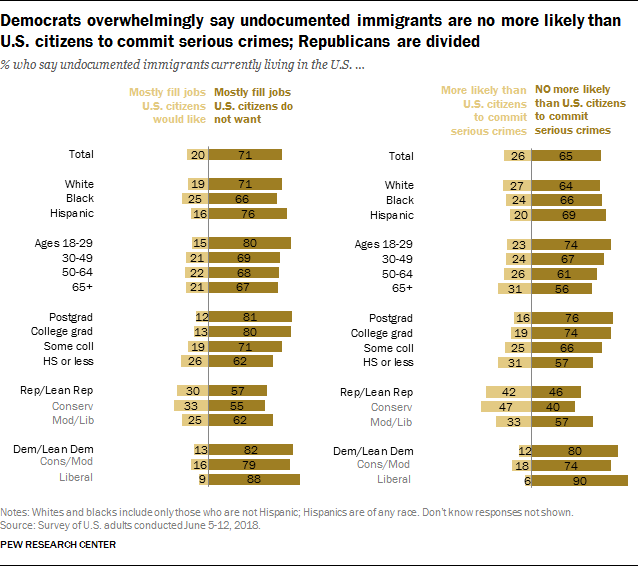 Democrats overwhelmingly say undocumented immigrants are no more likely than
U.S. citizens to commit serious crimes; Republicans are divided
% who say undocumented immigrants currently living in the U.S. ...
Mostly fill jobs
U.S. citizens
would like
Mostly fill jobs
U.S. citizens do
not want
Total 20 71
White 19 71
Black 25 66
Hispanic 16 76
Ages 18-29 15 80
30-49 21 69
50-64 22 68
65+ 21 67
Postgrad 12 81
College grad 13 80
Some coll 19 71
HS or less 26 62
Rep/Lean Rep 30 57
Conserv 33 55
Mod/Lib 25 62
Dem/Lean Dem 13 82
Cons/Mod 16 79
Liberal 9 88
More likely than
U.S. citizens
to commit
serious crimes
NO more likely
than U.S. citizens
to commit
serious crimes
Total 26 65
White 27 64
Black 24 66
Hispanic 20 69
Ages 18-29 23 74
30-49 24 67
50-64 26 61
65+ 31 56
Postgrad 16 76
College grad 19 74
Some coll 25 66
HS or less 31 57
Rep/Lean Rep 42 46
Conserv 47 40
Mod/Lib 33 57
Dem/Lean Dem 12 80
Cons/Mod 18 74
Liberal 6 90
Notes: Whites and blacks include only those who are not Hispanic; Hispanics are of any race. Don't know responses not shown.
Source: Survey of U.S. adults conducted June 5-12, 2018.
PEW RESEARCH CENTER